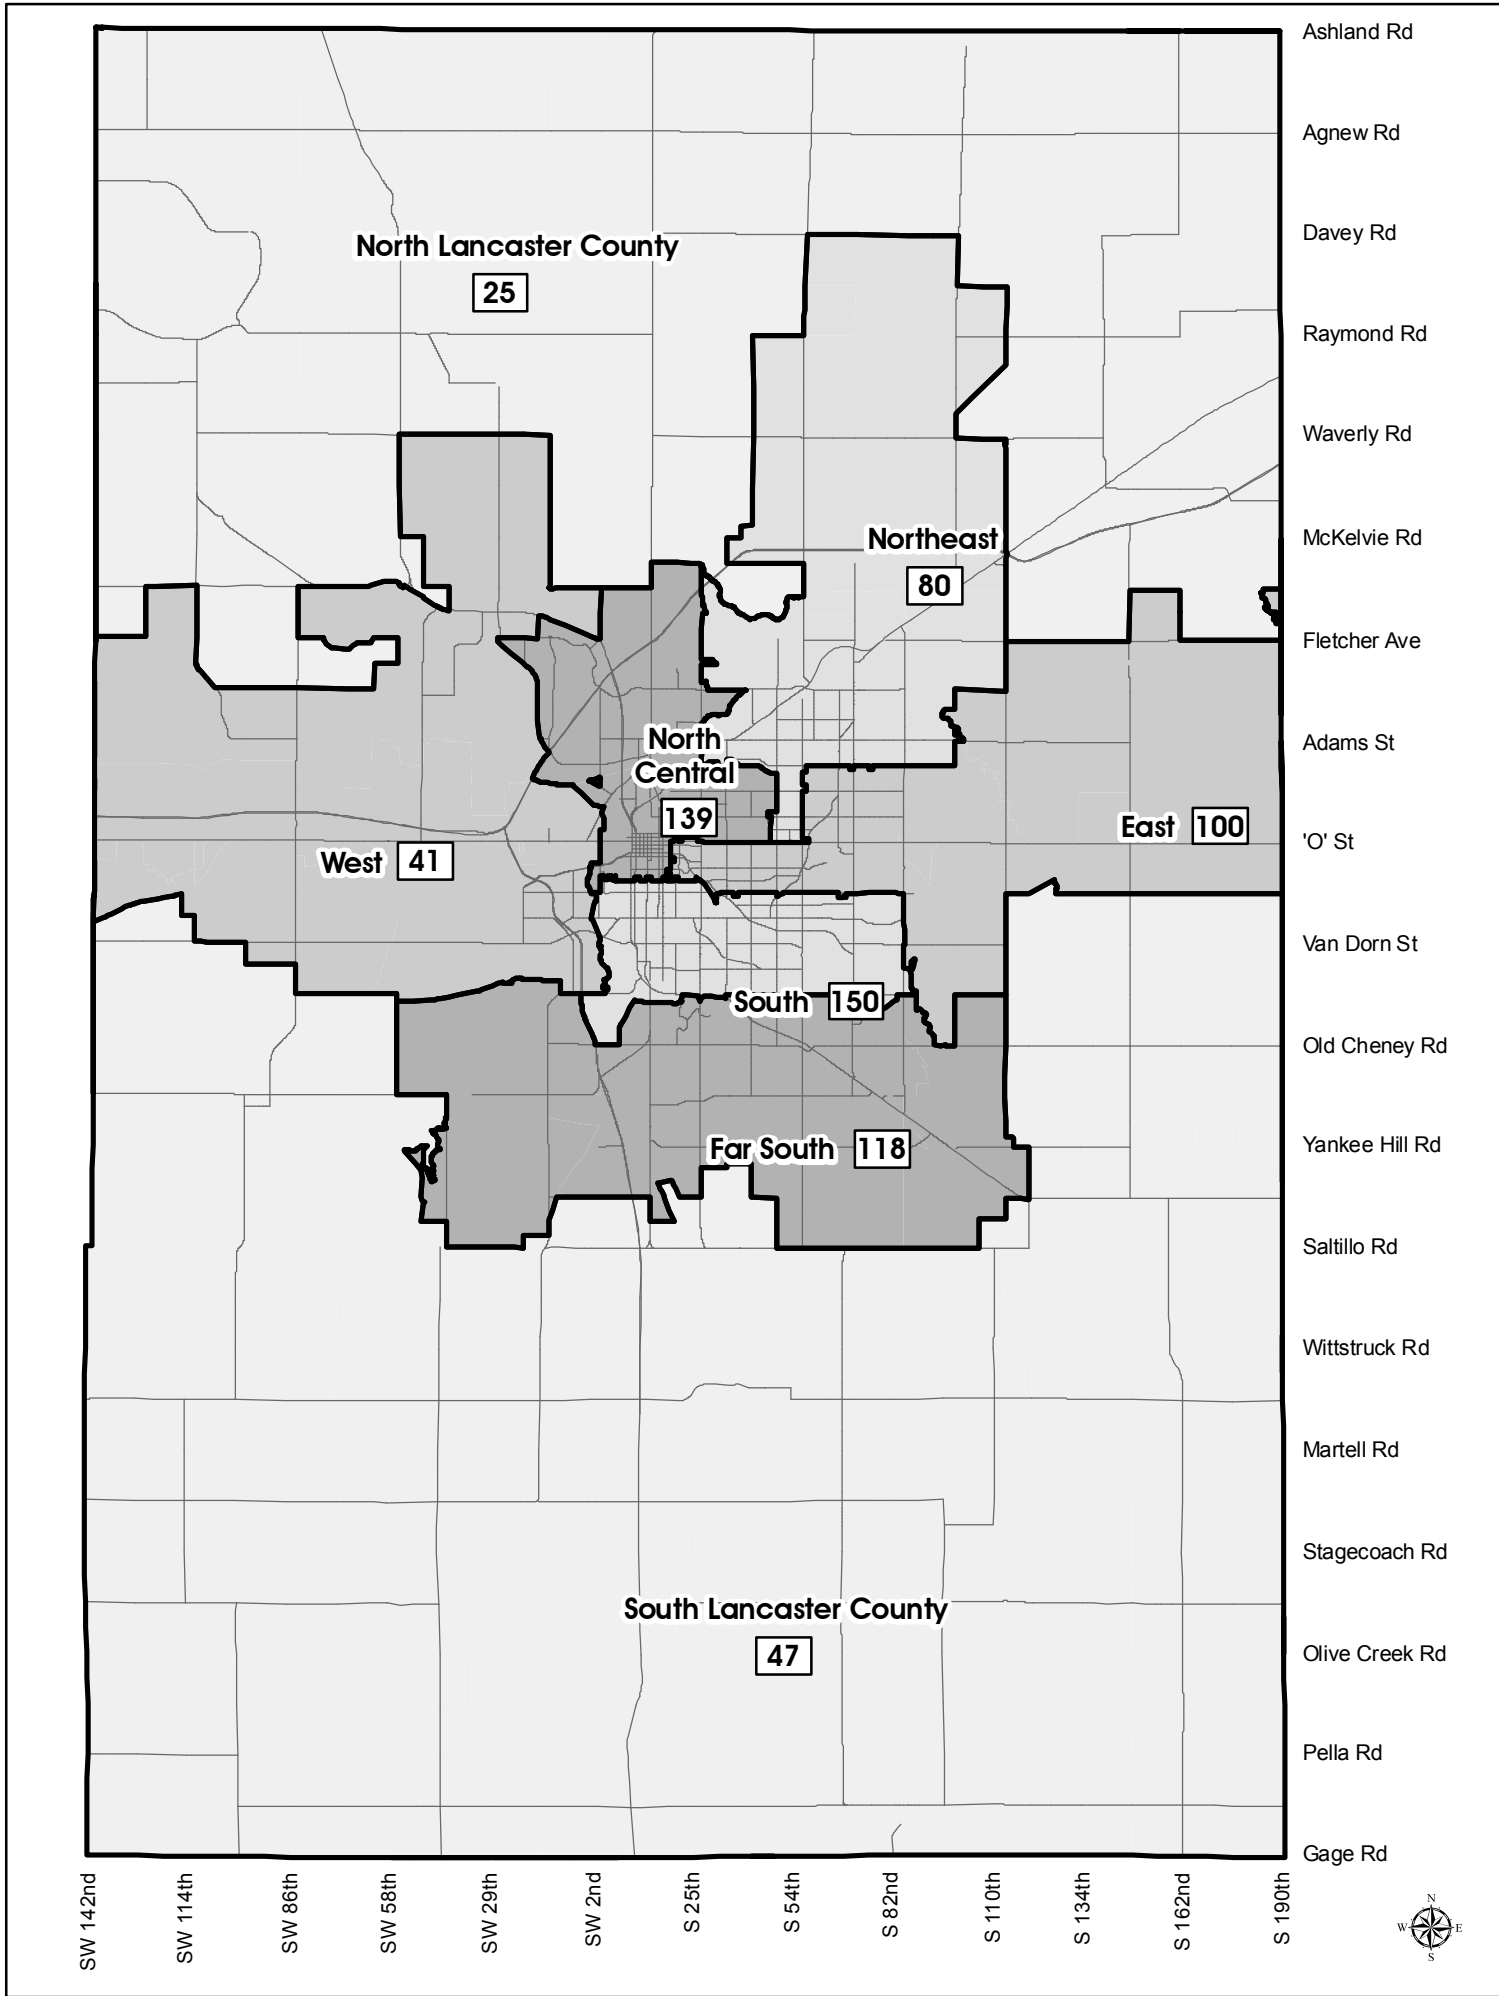 Ashland Rd
Agnew Rd
Davey Rd
North Lancaster County
25
Raymond Rd
Waverly Rd
McKelvie Rd
Northeast
80
Fletcher Ave
Adams St
North
Central
139
East 100
'O' St
West 41
Van Dorn St
South 150
Old Cheney Rd
Far South 118
Yankee Hill Rd
Saltillo Rd
Wittstruck Rd
Martell Rd
Stagecoach Rd
South Lancaster County
47
Olive Creek Rd
Pella Rd
Gage Rd
SW 142nd
SW 114th
SW 86th
SW 58th
SW 29th
SW 2nd
S 25th
S 54th
S 82nd
S 110th
S 134th
S 162nd
S 190th
N
W E
S